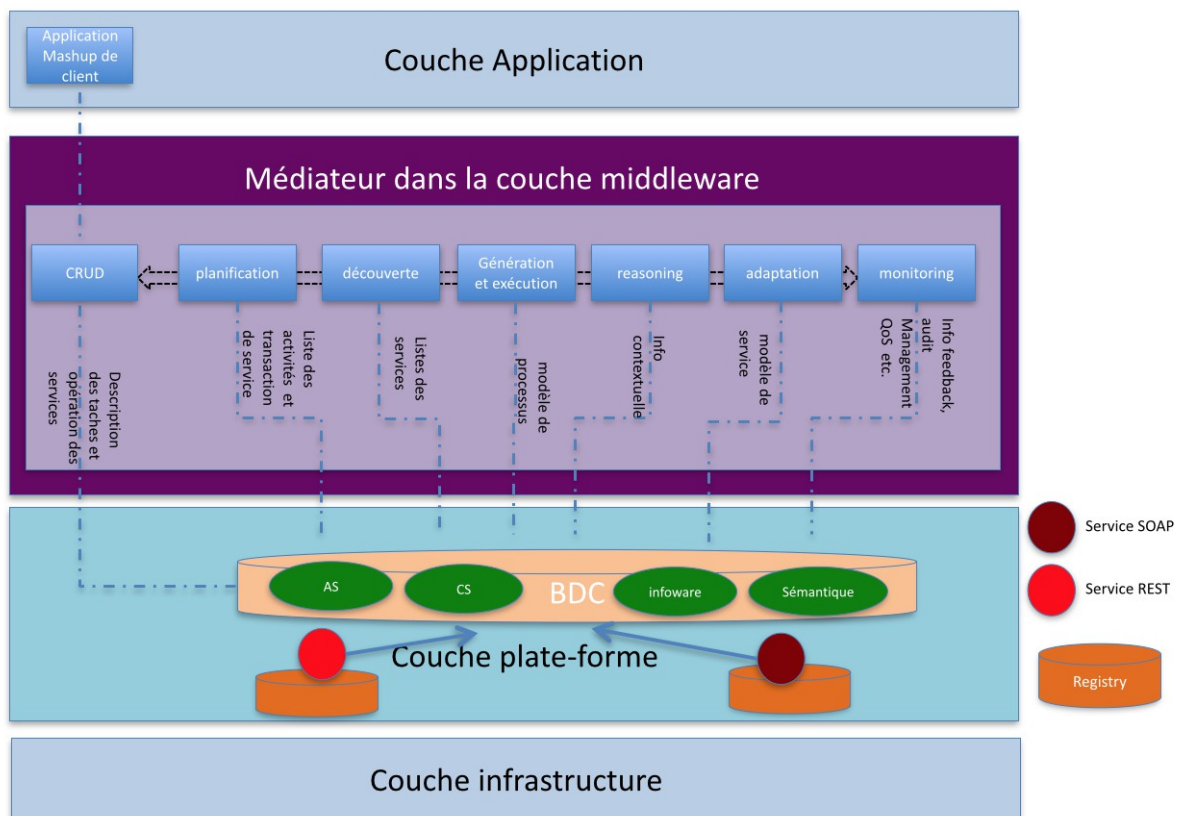 Application
Mashup de
client
Couche Application
Médiateur dans la couche middleware
CRUD
planification
découverte
Génération
et exécution
reasoning
adaptation
monitoring
Description
des taches et
opération des
services
Liste des
activités et
transaction
de service
Listes des
services
modèle de
processus
Info
contextuelle
modèle de
service
Info feedback,
audit
Management
QoS etc.
AS
CS
BDC
infoware
Sémantique
Couche plate-forme
Service SOAP
Service REST
Registry
Couche infrastructure